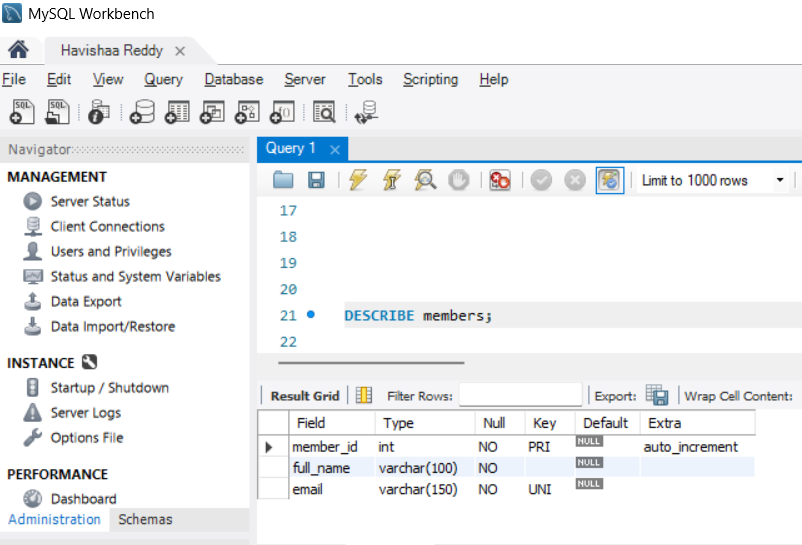 MySQL Workbench
Havishaa Reddy ×
File Edit View Query Database Server Tools Scripting Help
Navigator
MANAGEMENT
Server Status
Client Connections
Users and Privileges
Status and System Variables
Data Export
Data Import/Restore
INSTANCE
Startup / Shutdown
Server Logs
Options File
PERFORMANCE
Dashboard
Administration Schemas
Query 1 ×
Limit to 1000 rows
17
18
19
20
21 DESCRIBE members;
22
Result Grid Filter Rows: Export: Wrap Cell Content:
Field Type Null Key Default Extra
member_id int NO PRI NULL auto_increment
full_name varchar(100) NO NULL
email varchar(150) NO UNI NULL